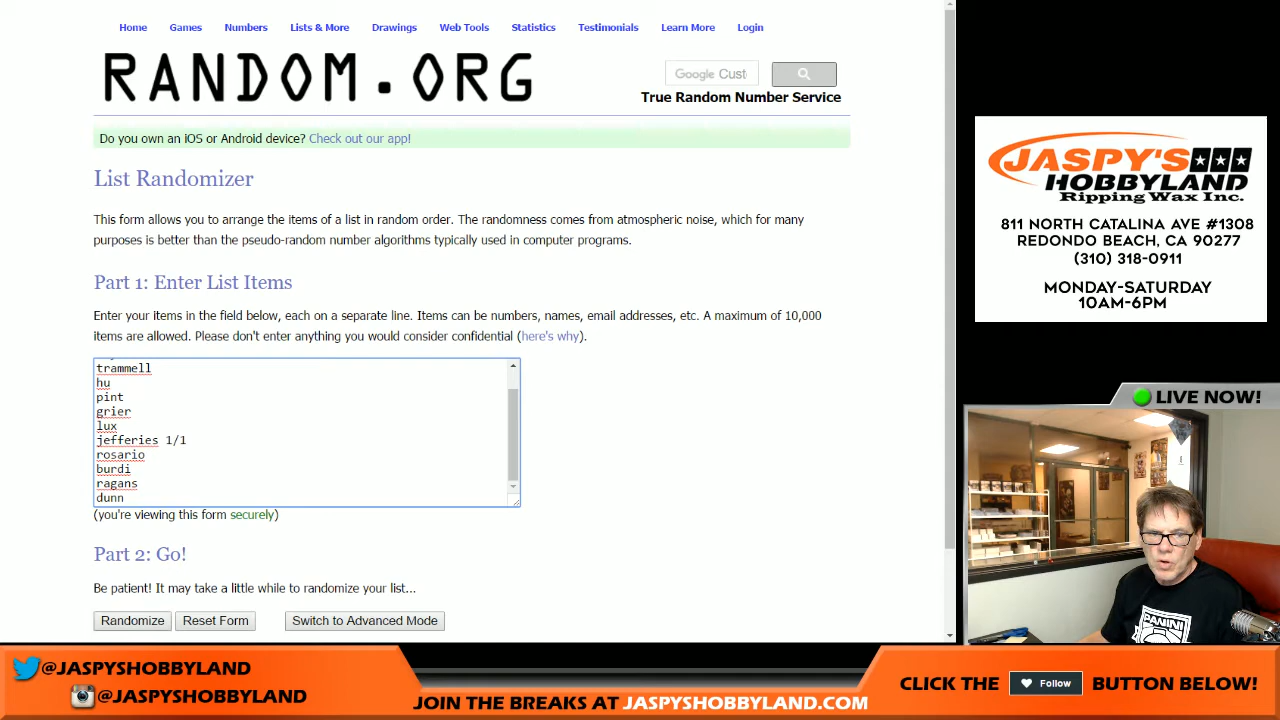 Home Games Numbers Lists & More Drawings Web Tools Statistics Testimonials Learn More Login
RANDOM.ORG
Google Cust
True Random Number Service
Do you own an iOS or Android device? Check out our app!
List Randomizer
This form allows you to arrange the items of a list in random order. The randomness comes from atmospheric noise, which for many
purposes is better than the pseudo-random number algorithms typically used in computer programs.
Part 1: Enter List Items
Enter your items in the field below, each on a separate line. Items can be numbers, names, email addresses, etc. A maximum of 10,000
items are allowed. Please don't enter anything you would consider confidential (here's why).
trammell
hu
pint
grier
lux
jefferies 1/1
rosario
burdi
ragans
dunn
(you're viewing this form securely)
Part 2: Go!
Be patient! It may take a little while to randomize your list...
Randomize Reset Form Switch to Advanced Mode
JASPY'S
HOBBYLAND
Ripping Wax Inc.
811 NORTH CATALINA AVE #1308
REDONDO BEACH, CA 90277
(310) 318-0911
MONDAY-SATURDAY
10AM-6PM
LIVE NOW!
PANINI
@JASPYSHOBBYLAND
@JASPYSHOBBYLAND
JOIN THE BREAKS AT JASPYSHOBBYLAND.COM
CLICK THE Follow BUTTON BELOW!